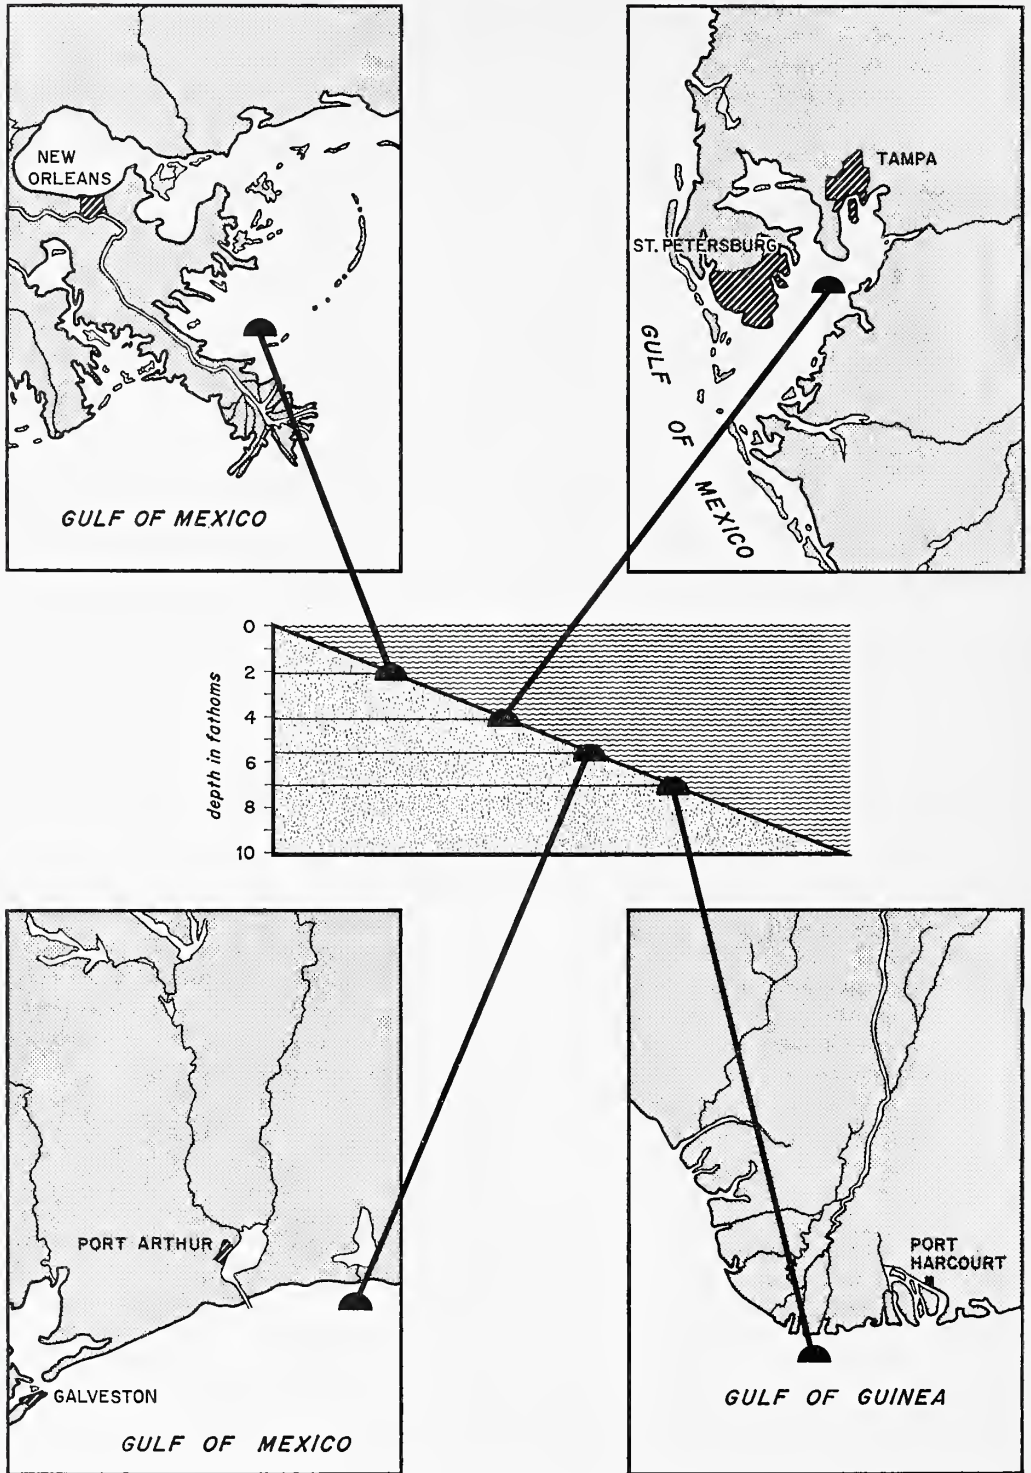 NEW
ORLEANS
GULF OF MEXICO
TAMPA
ST. PETERSBURG
GULF OF MEXICO
depth in fathoms
0
2
4
6
8
10
PORT ARTHUR
GALVESTON
GULF OF MEXICO
PORT
HARCOURT
GULF OF GUINEA